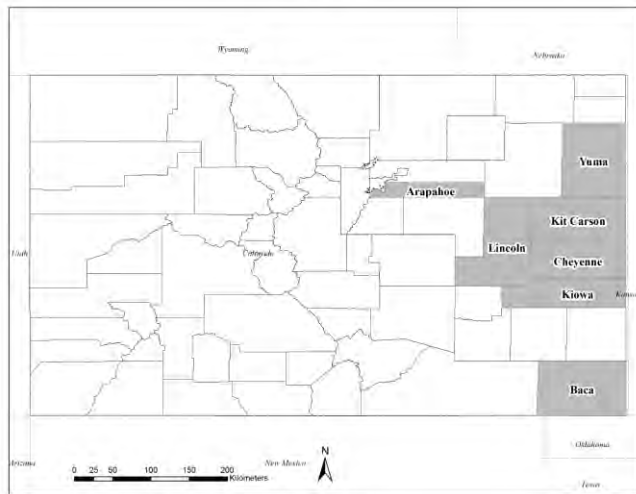 Wyoming
Nebraska
Yuma
Arapahoe
Kit Carson
Lincoln
Utah
Colorado
Cheyenne
Kansas
Kiowa
Baca
Oklahoma
N
Arizona
New Mexico
0 25 50 100 150 200
Kilometers
Texas